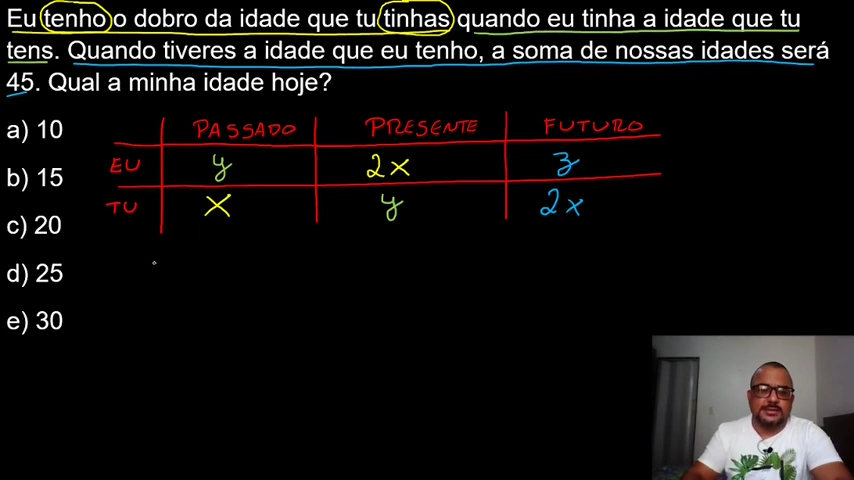 Eu tenho o dobro da idade que tu tinhas quando eu tinha a idade que tu
tens. Quando tiveres a idade que eu tenho, a soma de nossas idades será
45. Qual a minha idade hoje?
a) 10
b) 15
c) 20
d) 25
e) 30
PASSADO PRESENTE FUTURO
EU y 2x z
TU x y 2x